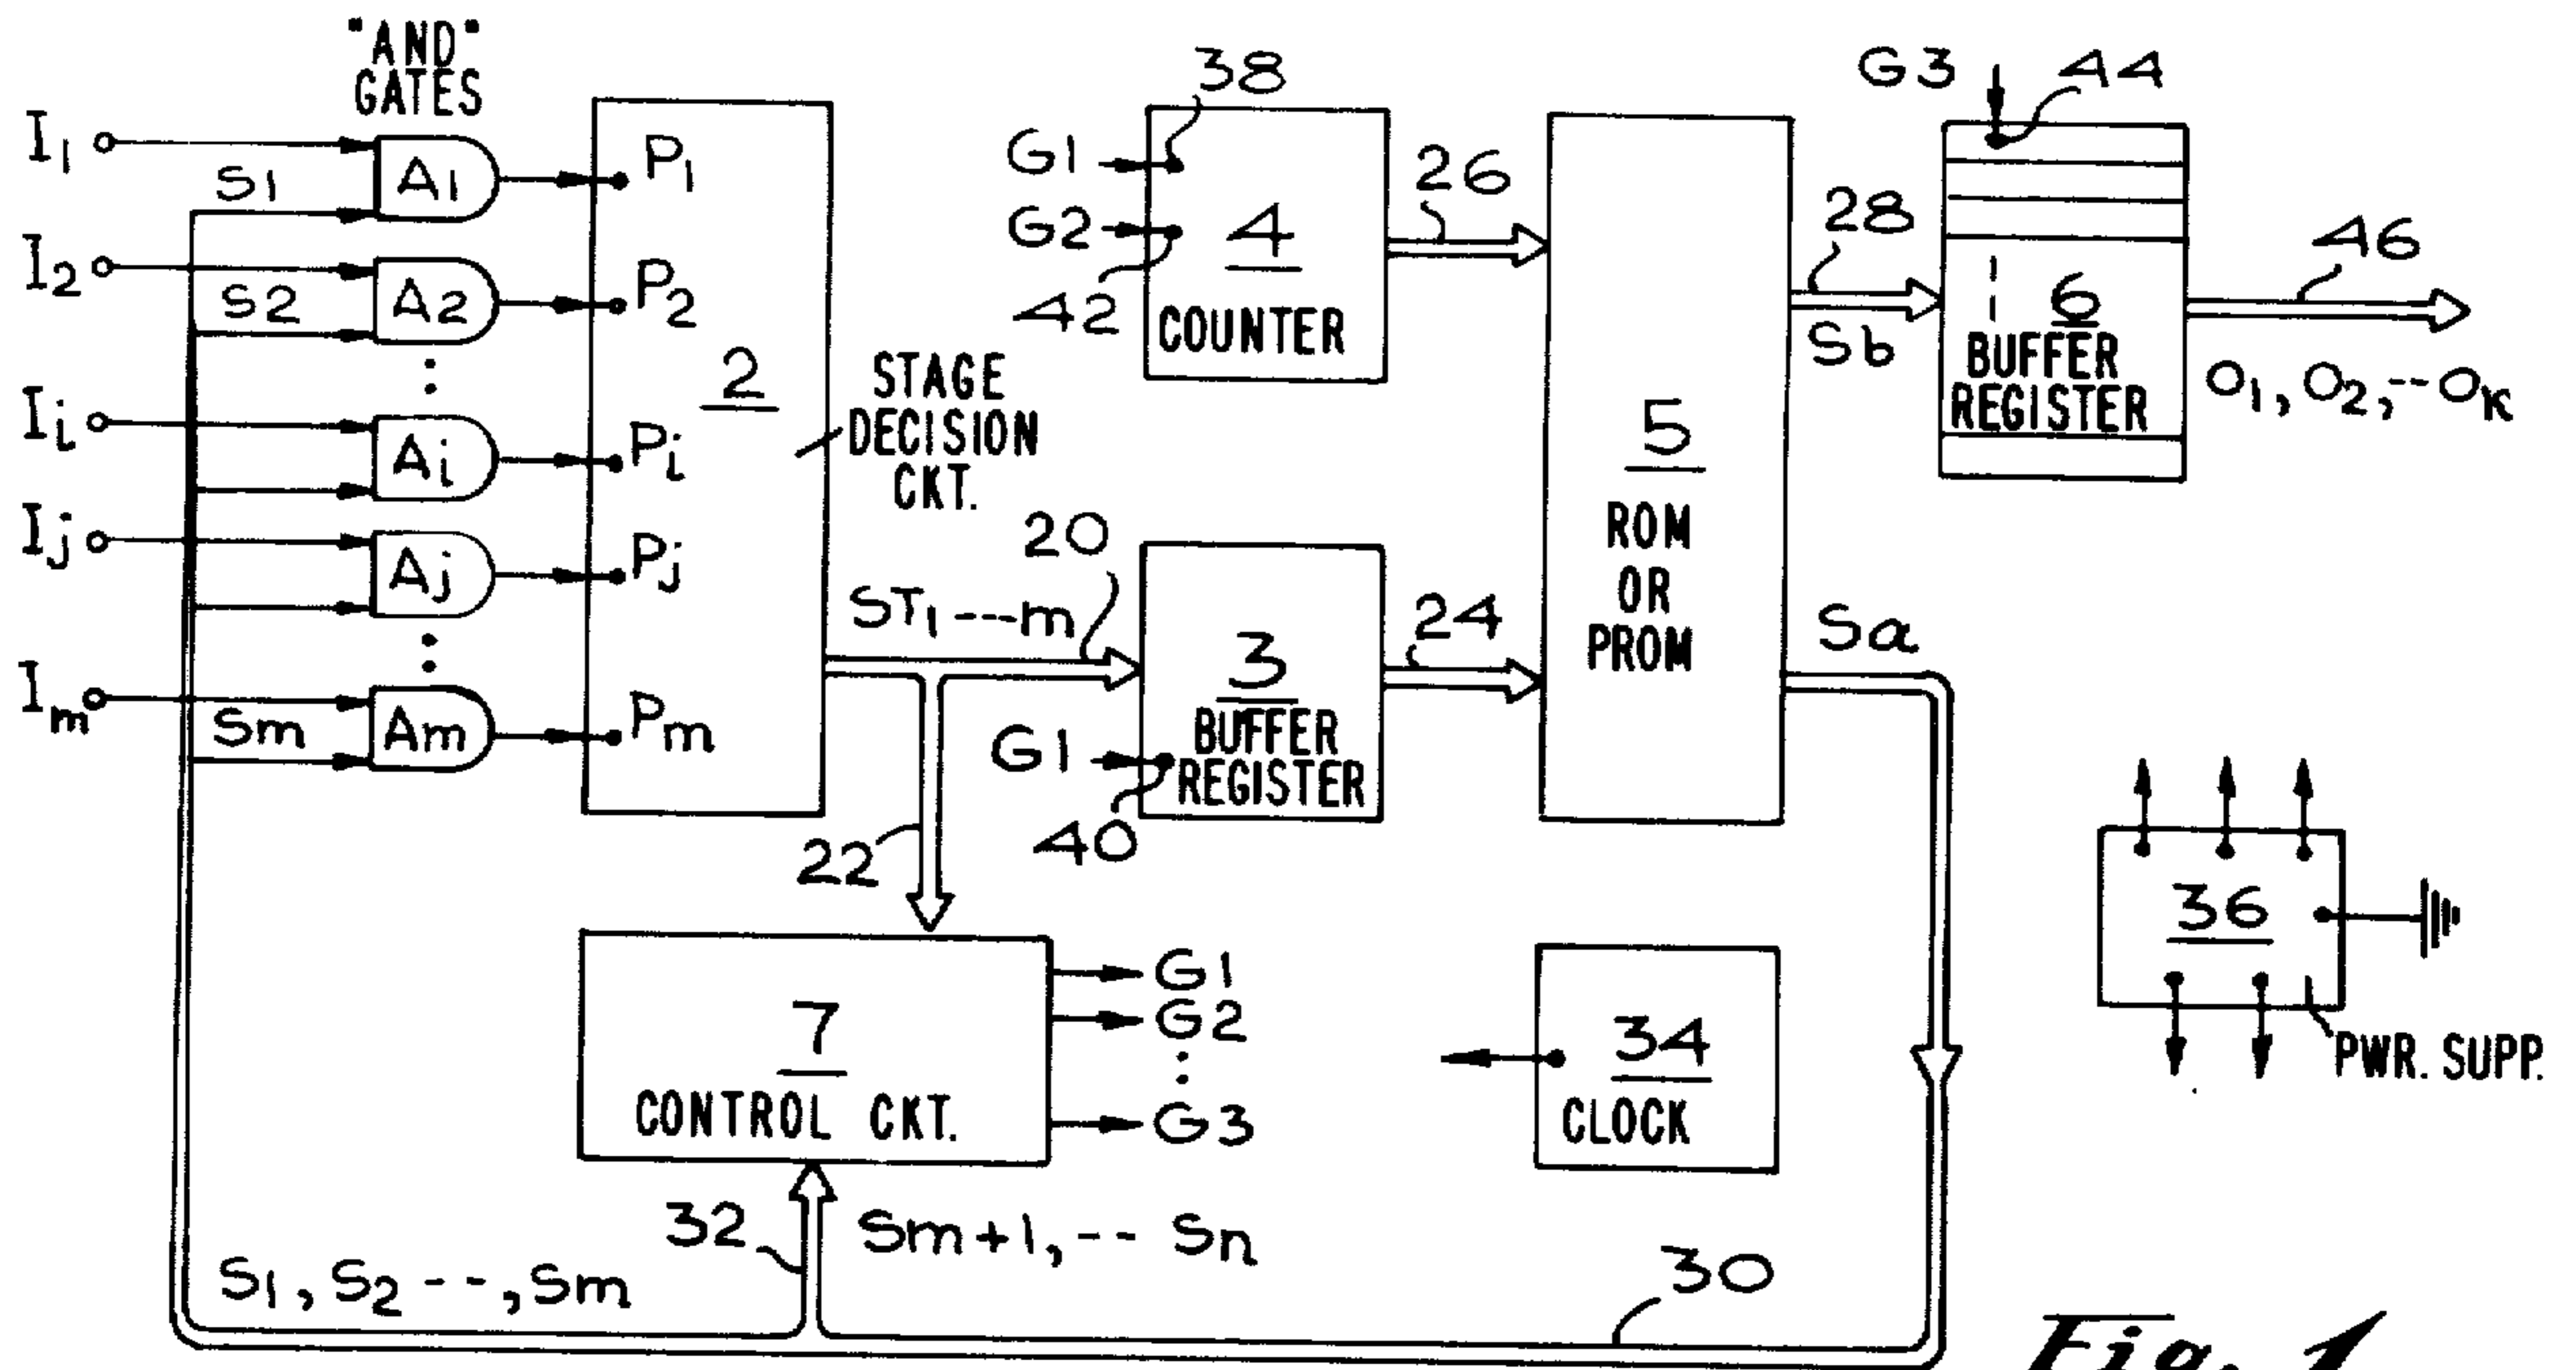 "AND"
GATES
I1
S1
A1
P1
I2
S2
A2
P2
Ii
Ai
Pi
Ij
Aj
Pj
Im
Sm
Am
Pm
2
STAGE
DECISION
CKT.
ST1 ---m
20
22
38
G1
G2
42
4
COUNTER
26
3
BUFFER
REGISTER
G1
40
24
5
ROM
OR
PROM
28
Sb
Sa
G3
44
6
BUFFER
REGISTER
46
O1, O2,--OK
7
CONTROL CKT.
G1
G2
G3
34
CLOCK
36
PWR. SUPP.
32
Sm+1,-- Sn
S1, S2 --, Sm
30
Fig. 1